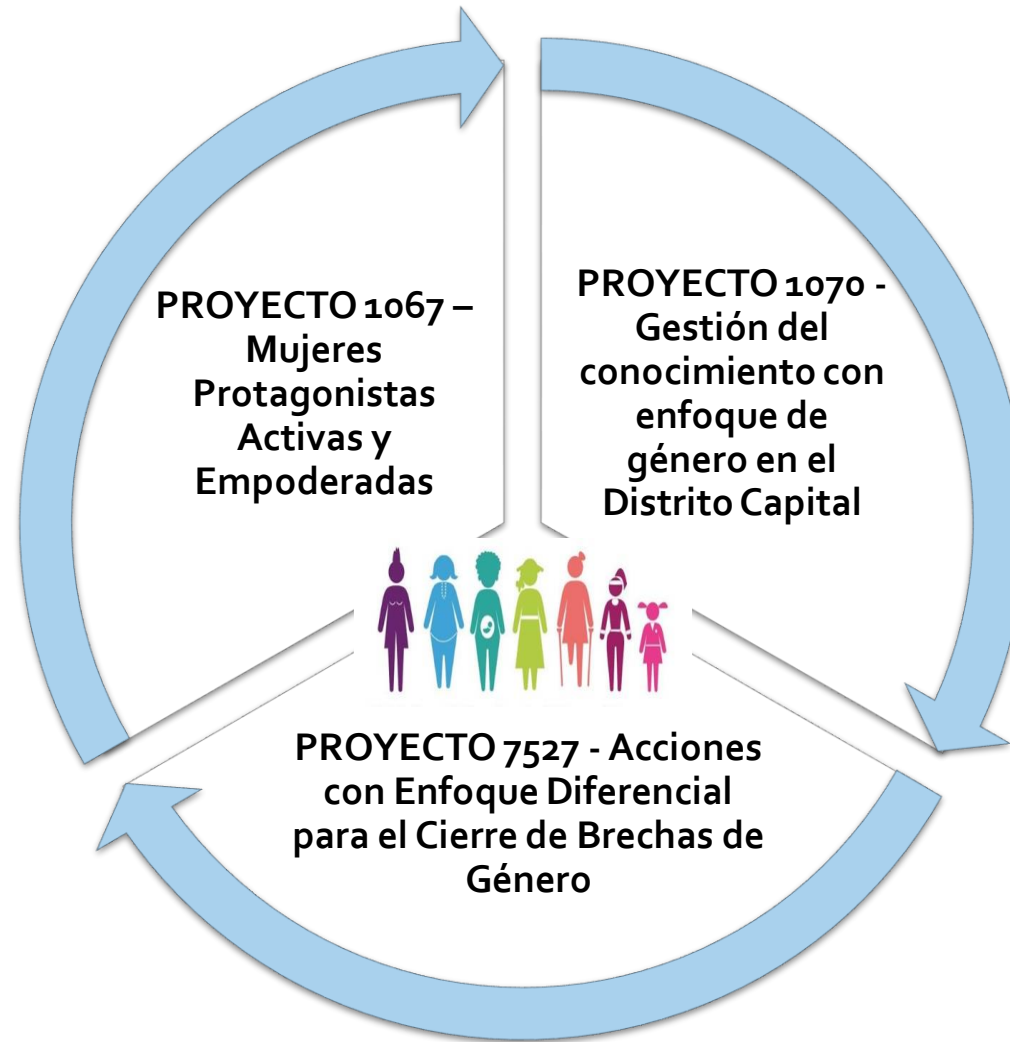 PROYECTO 1067 –
Mujeres
Protagonistas
Activas y
Empoderadas
PROYECTO 1070 -
Gestión del
conocimiento con
enfoque de
género en el
Distrito Capital
PROYECTO 7527 - Acciones
con Enfoque Diferencial
para el Cierre de Brechas de
Género